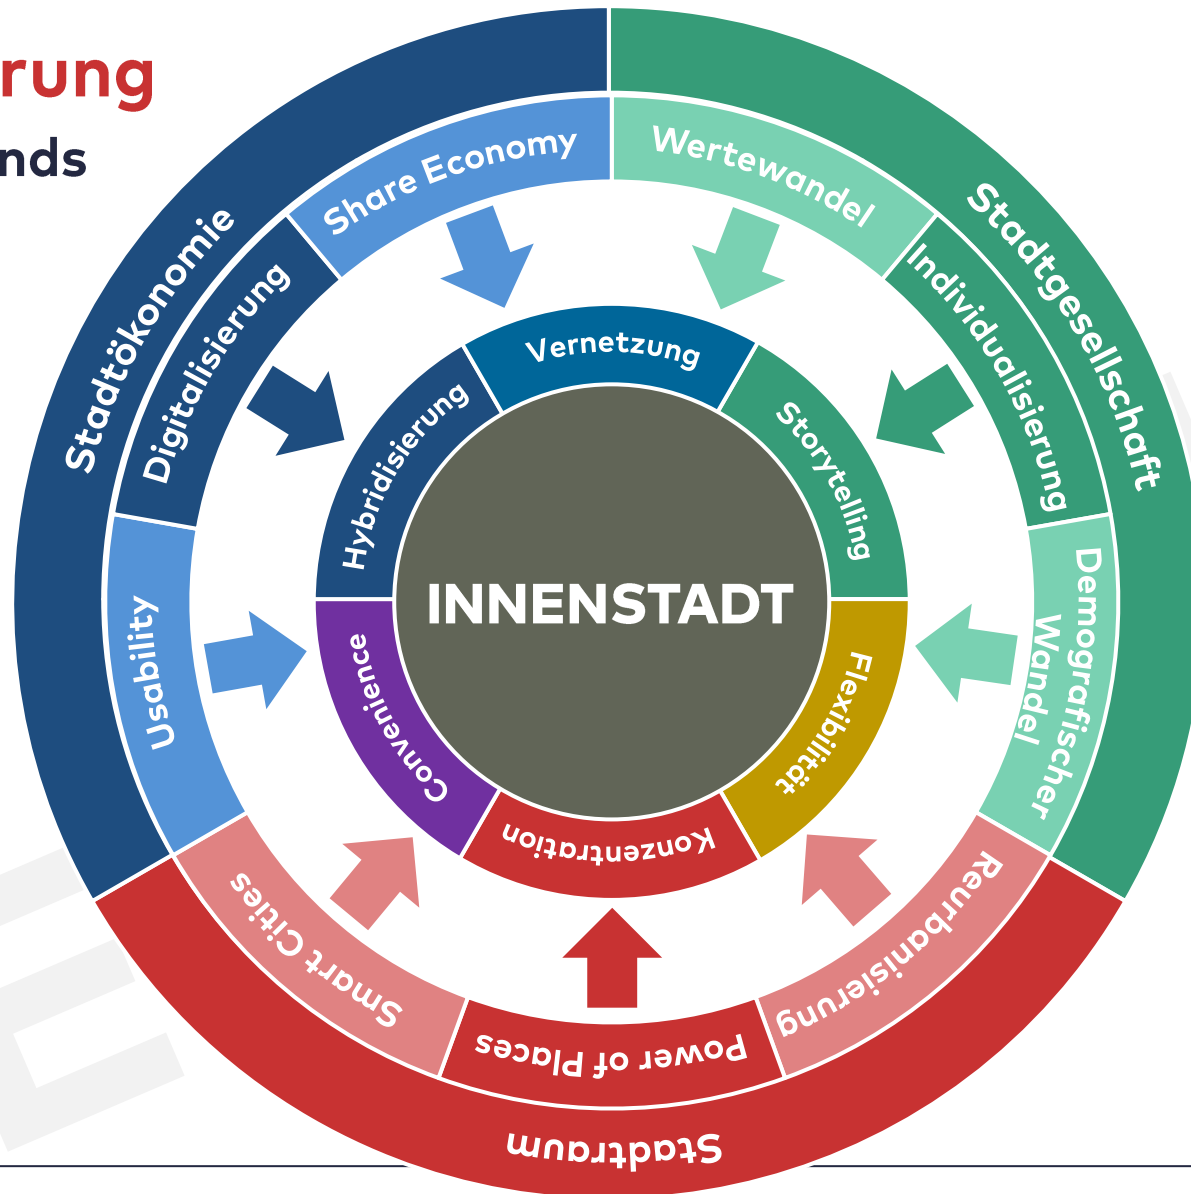 rung
nds
Stadtökonomie
Stadtgesellschaft
Stadtraum
Share Economy
Wertewandel
Individualisierung
Demografischer
Wandel
Reurbanisierung
Power of Places
Smart Cities
Usability
Digitalisierung
Vernetzung
Storytelling
Flexibilität
Konzentration
Convenience
Hybridisierung
INNENSTADT